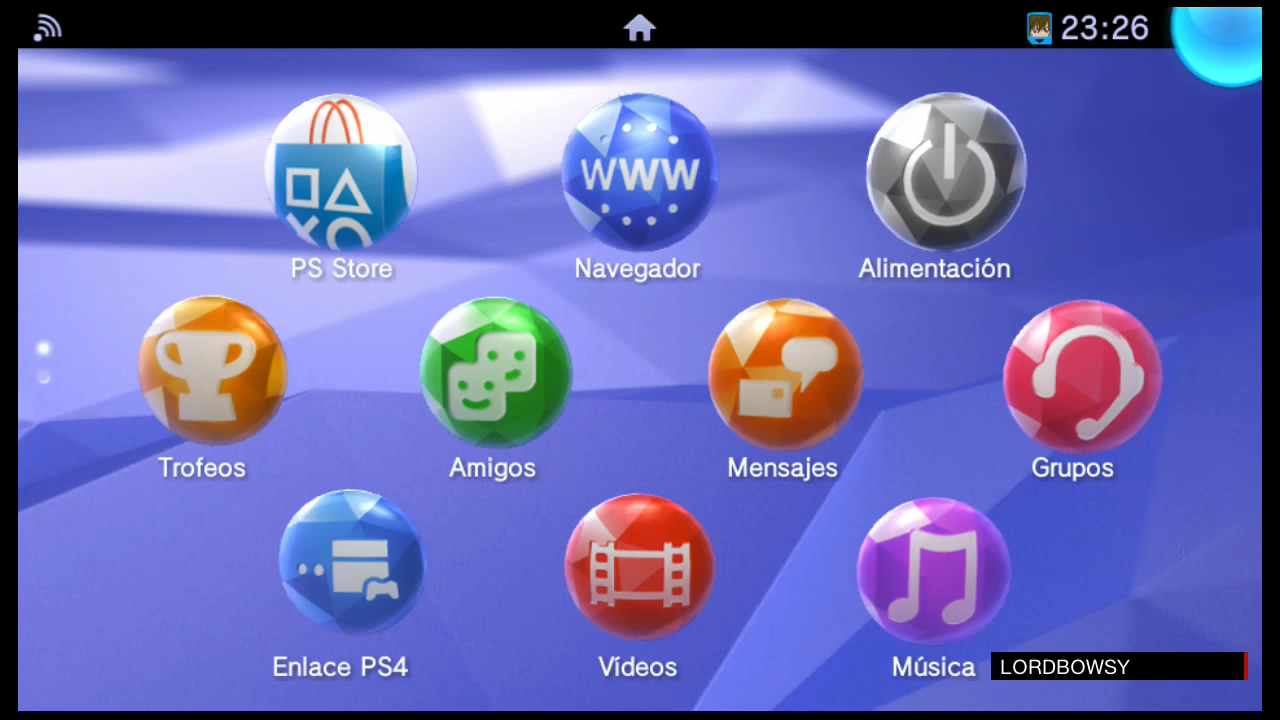 23:26
WWW
PS Store
Navegador
Alimentación
Trofeos
Amigos
Mensajes
Grupos
Enlace PS4
Vídeos
Música
LORDBOWSY